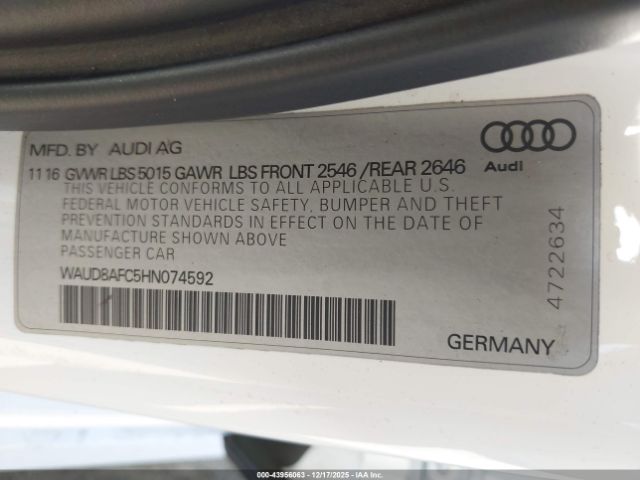 MFD. BY AUDI AG
11 16 GVWR LBS 5015 GAWR LBS FRONT 2546 / REAR 2646
THIS VEHICLE CONFORMS TO ALL APPLICABLE U.S.
FEDERAL MOTOR VEHICLE SAFETY, BUMPER AND THEFT
PREVENTION STANDARDS IN EFFECT ON THE DATE OF
MANUFACTURE SHOWN ABOVE
PASSENGER CAR
WAUD8AFC5HN074592
Audi
4722634
GERMANY
000-43956063 - 12/17/2025 - IAAI.COM